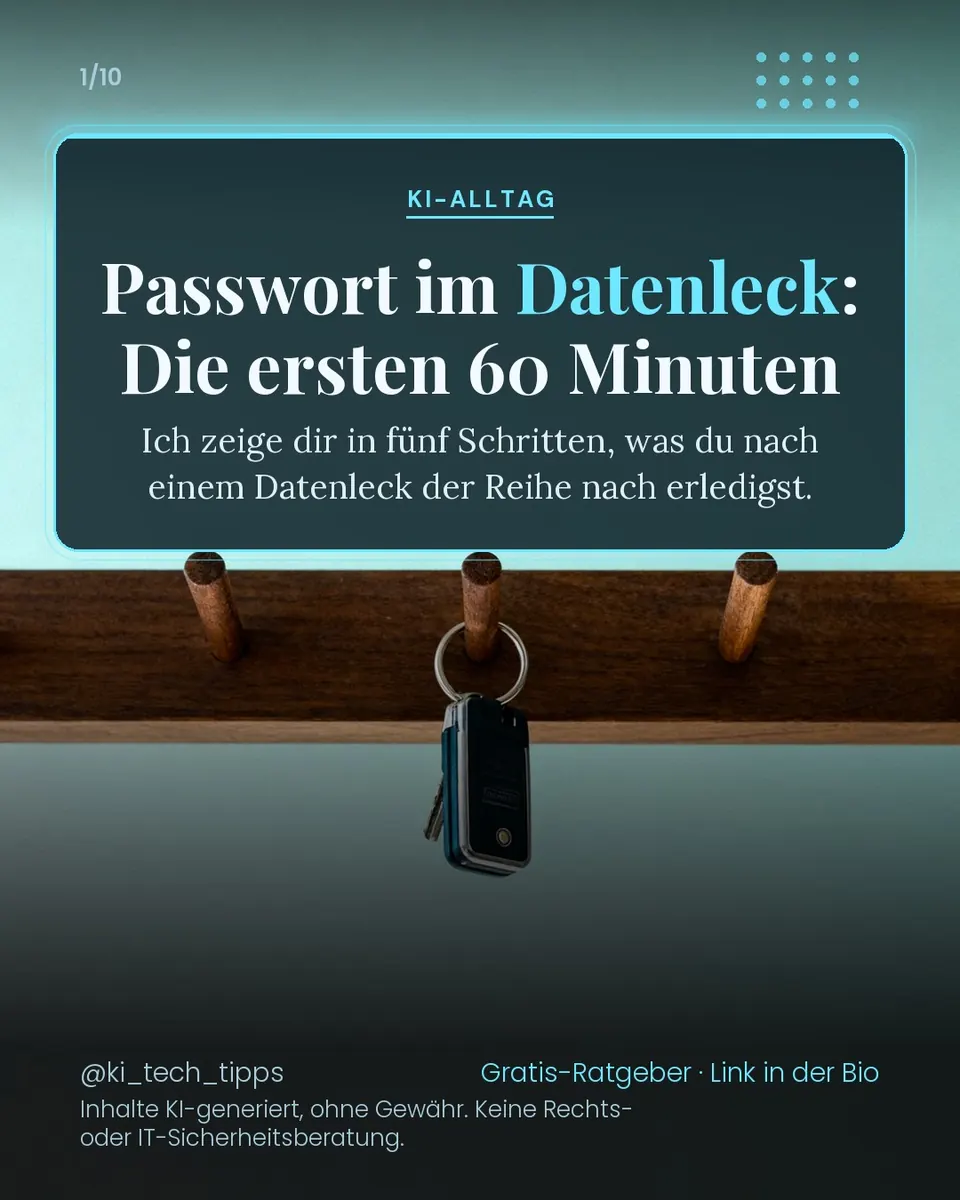 1/10
KI-ALLTAG
Passwort im Datenleck:
Die ersten 60 Minuten
Ich zeige dir in fünf Schritten, was du nach
einem Datenleck der Reihe nach erledigst.
@ki_tech_tipps
Gratis-Ratgeber · Link in der Bio
Inhalte KI-generiert, ohne Gewähr. Keine Rechts-
oder IT-Sicherheitsberatung.